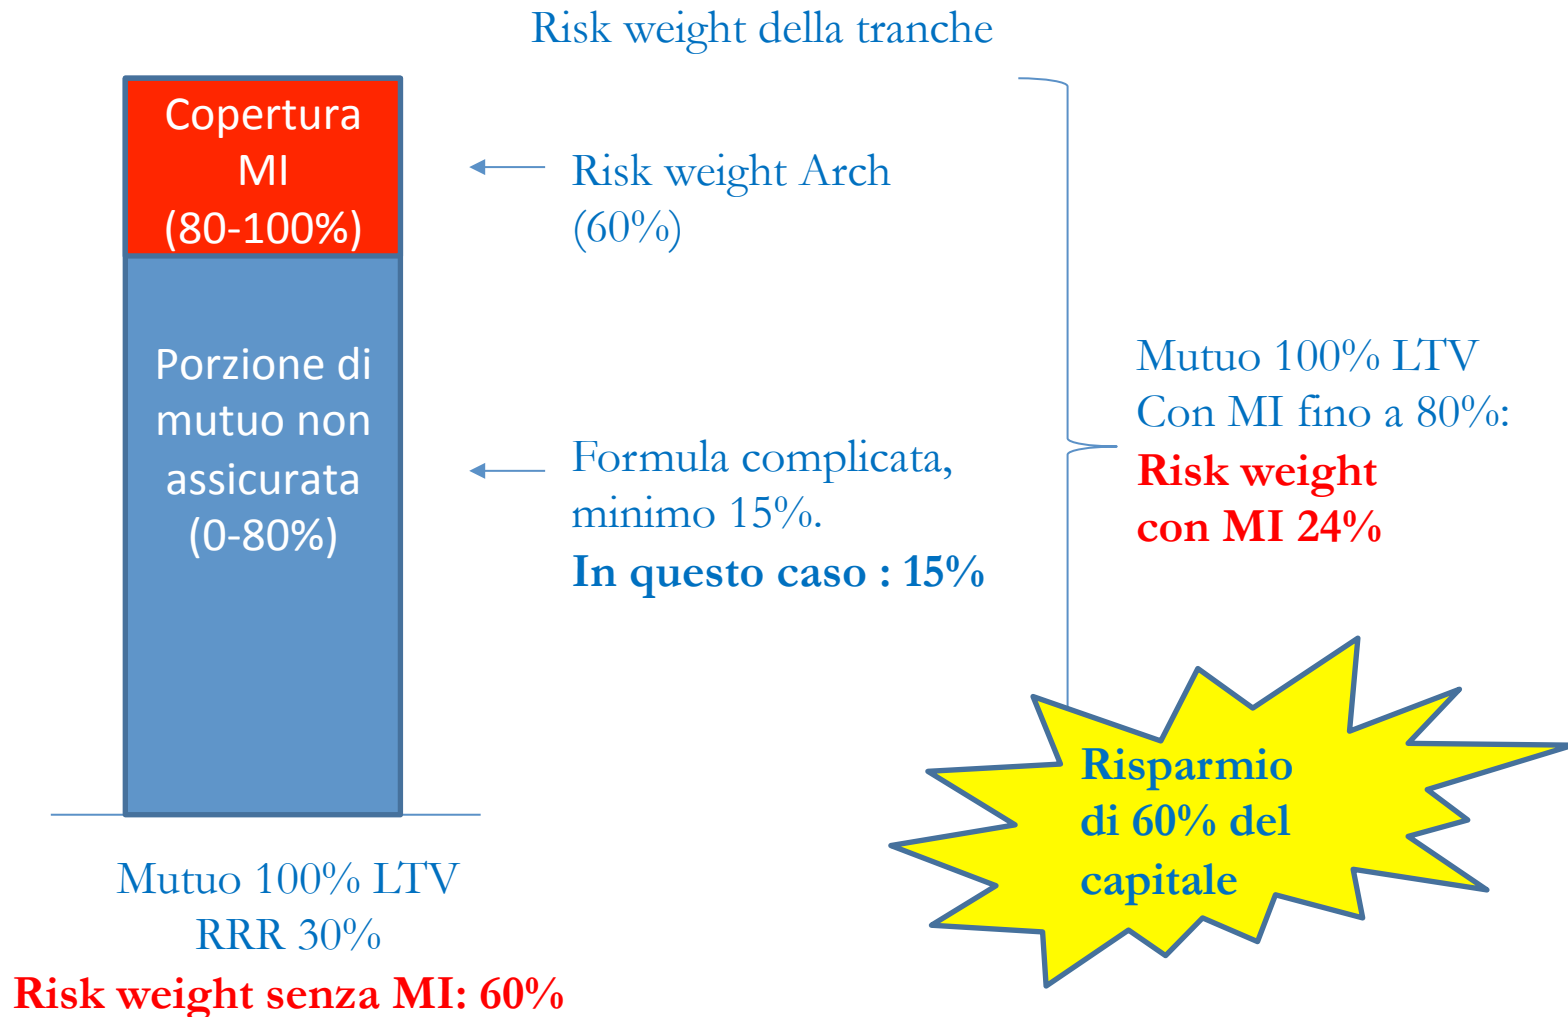 Risk weight della tranche
Copertura
MI
(80-100%)
Risk weight Arch
(60%)
Porzione di
mutuo non
assicurata
(0-80%)
Formula complicata,
minimo 15%.
In questo caso : 15%
Mutuo 100% LTV
Con MI fino a 80%:
Risk weight
con MI 24%
Risparmio
di 60% del
capitale
Mutuo 100% LTV
RRR 30%
Risk weight senza MI: 60%